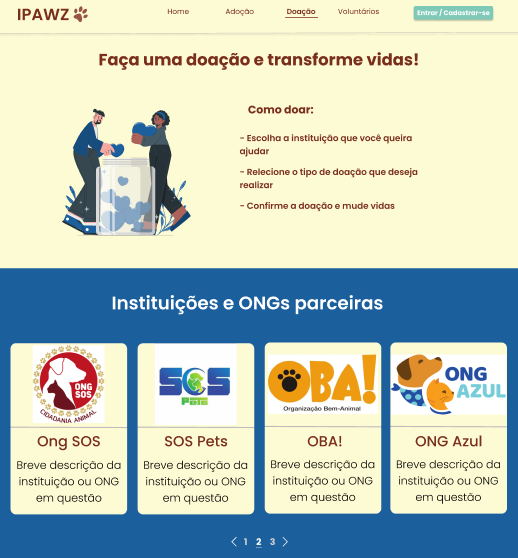 IPAWZ
Home
Adoção
Doação
Voluntários
Entrar / Cadastrar-se
Faça uma doação e transforme vidas!
Como doar:
- Escolha a instituição que você queira
ajudar
- Relecione o tipo de doação que deseja
realizar
- Confirme a doação e mude vidas
Instituições e ONGs parceiras
ONG
SOS
CIDADANIA ANIMAL
SOS
Pets
OBA!
Organização Bem-Animal
ONG
AZUL
Ong SOS
SOS Pets
OBA!
ONG Azul
Breve descrição da
instituição ou ONG
em questão
Breve descrição da
instituição ou ONG
em questão
Breve descrição da
instituição ou ONG
em questão
Breve descrição da
instituição ou ONG
em questão
1 2 3